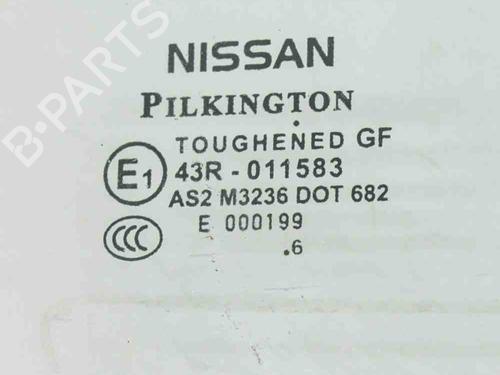 B-PARTS
NISSAN
PILKINGTON
TOUGHENED GF
E1 43R - 011583
AS2 M3236 DOT 682
E 000199
CCC
.6